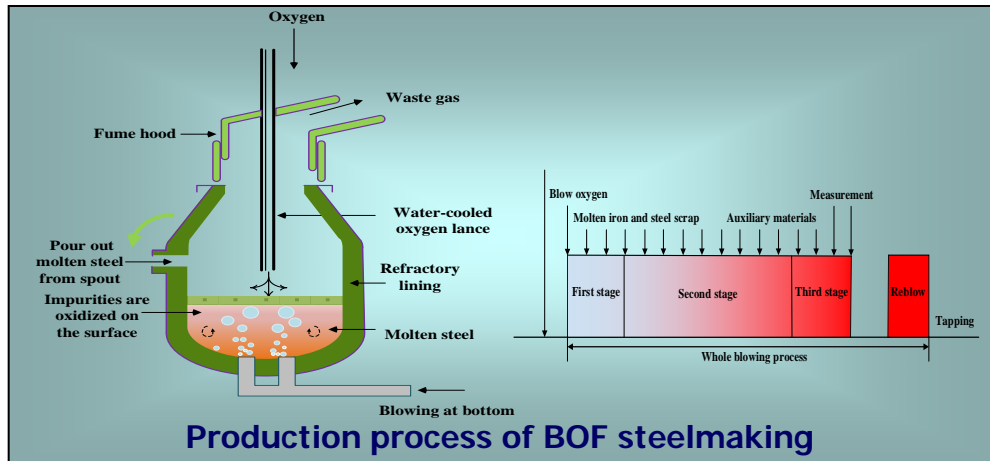 Oxygen
Waste gas
Fume hood
Water-cooled
oxygen lance
Pour out
molten steel
from spout
Refractory
lining
Impurities are
oxidized on
the surface
Molten steel
Blowing at bottom
Measurement
Blow oxygen
Molten iron and steel scrap
Auxiliary materials
First stage
Second stage
Third stage
Reblow
Tapping
Whole blowing process
Production process of BOF steelmaking